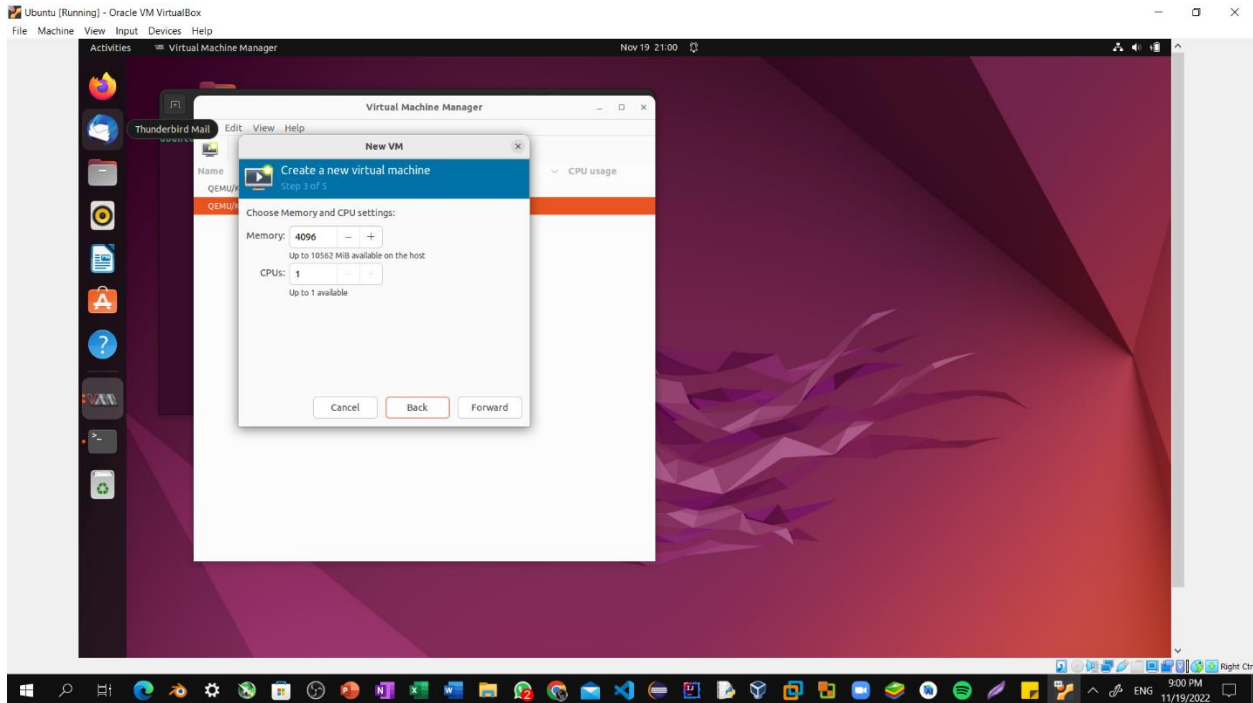 Ubuntu [Running] - Oracle VM VirtualBox
File Machine View Input Devices Help
Activities Virtual Machine Manager Nov 19 21:00
Virtual Machine Manager
Thunderbird Mail
Edit View Help
New VM
Create a new virtual machine
Step 3 of 5
Name
CPU usage
QEMU/
QEMU/
Choose Memory and CPU settings:
Memory: 4096 - +
Up to 10562 MiB available on the host
CPUs: 1 - +
Up to 1 available
Cancel Back Forward
Right Ctr
ENG
9:00 PM
11/19/2022